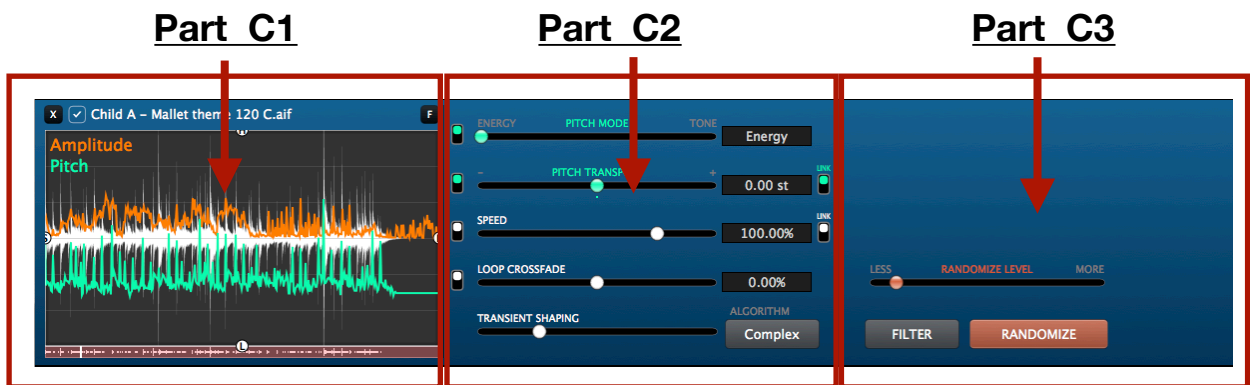 Part C1
Part C2
Part C3
X Child A – Mallet theme 120 C.aif F
Amplitude
Pitch
H
S
L
ENERGY PITCH MODE TONE
Energy
- PITCH TRANSP +
0.00 st
LINK
SPEED
100.00%
LINK
LOOP CROSSFADE
0.00%
TRANSIENT SHAPING
ALGORITHM
Complex
LESS RANDOMIZE LEVEL MORE
FILTER
RANDOMIZE